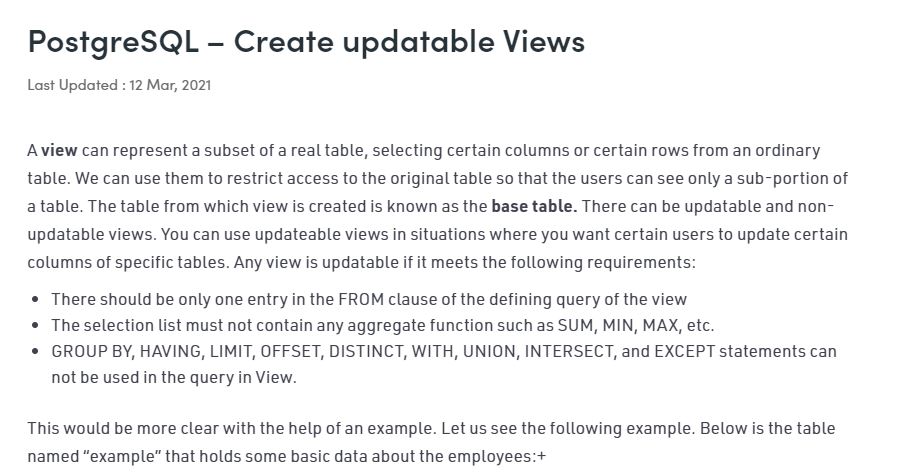 PostgreSQL – Create updatable Views
Last Updated : 12 Mar, 2021
A view can represent a subset of a real table, selecting certain columns or certain rows from an ordinary
table. We can use them to restrict access to the original table so that the users can see only a sub-portion of
a table. The table from which view is created is known as the base table. There can be updatable and non-
updatable views. You can use updateable views in situations where you want certain users to update certain
columns of specific tables. Any view is updatable if it meets the following requirements:
• There should be only one entry in the FROM clause of the defining query of the view
• The selection list must not contain any aggregate function such as SUM, MIN, MAX, etc.
• GROUP BY, HAVING, LIMIT, OFFSET, DISTINCT, WITH, UNION, INTERSECT, and EXCEPT statements can
not be used in the query in View.
This would be more clear with the help of an example. Let us see the following example. Below is the table
named “example” that holds some basic data about the employees:+